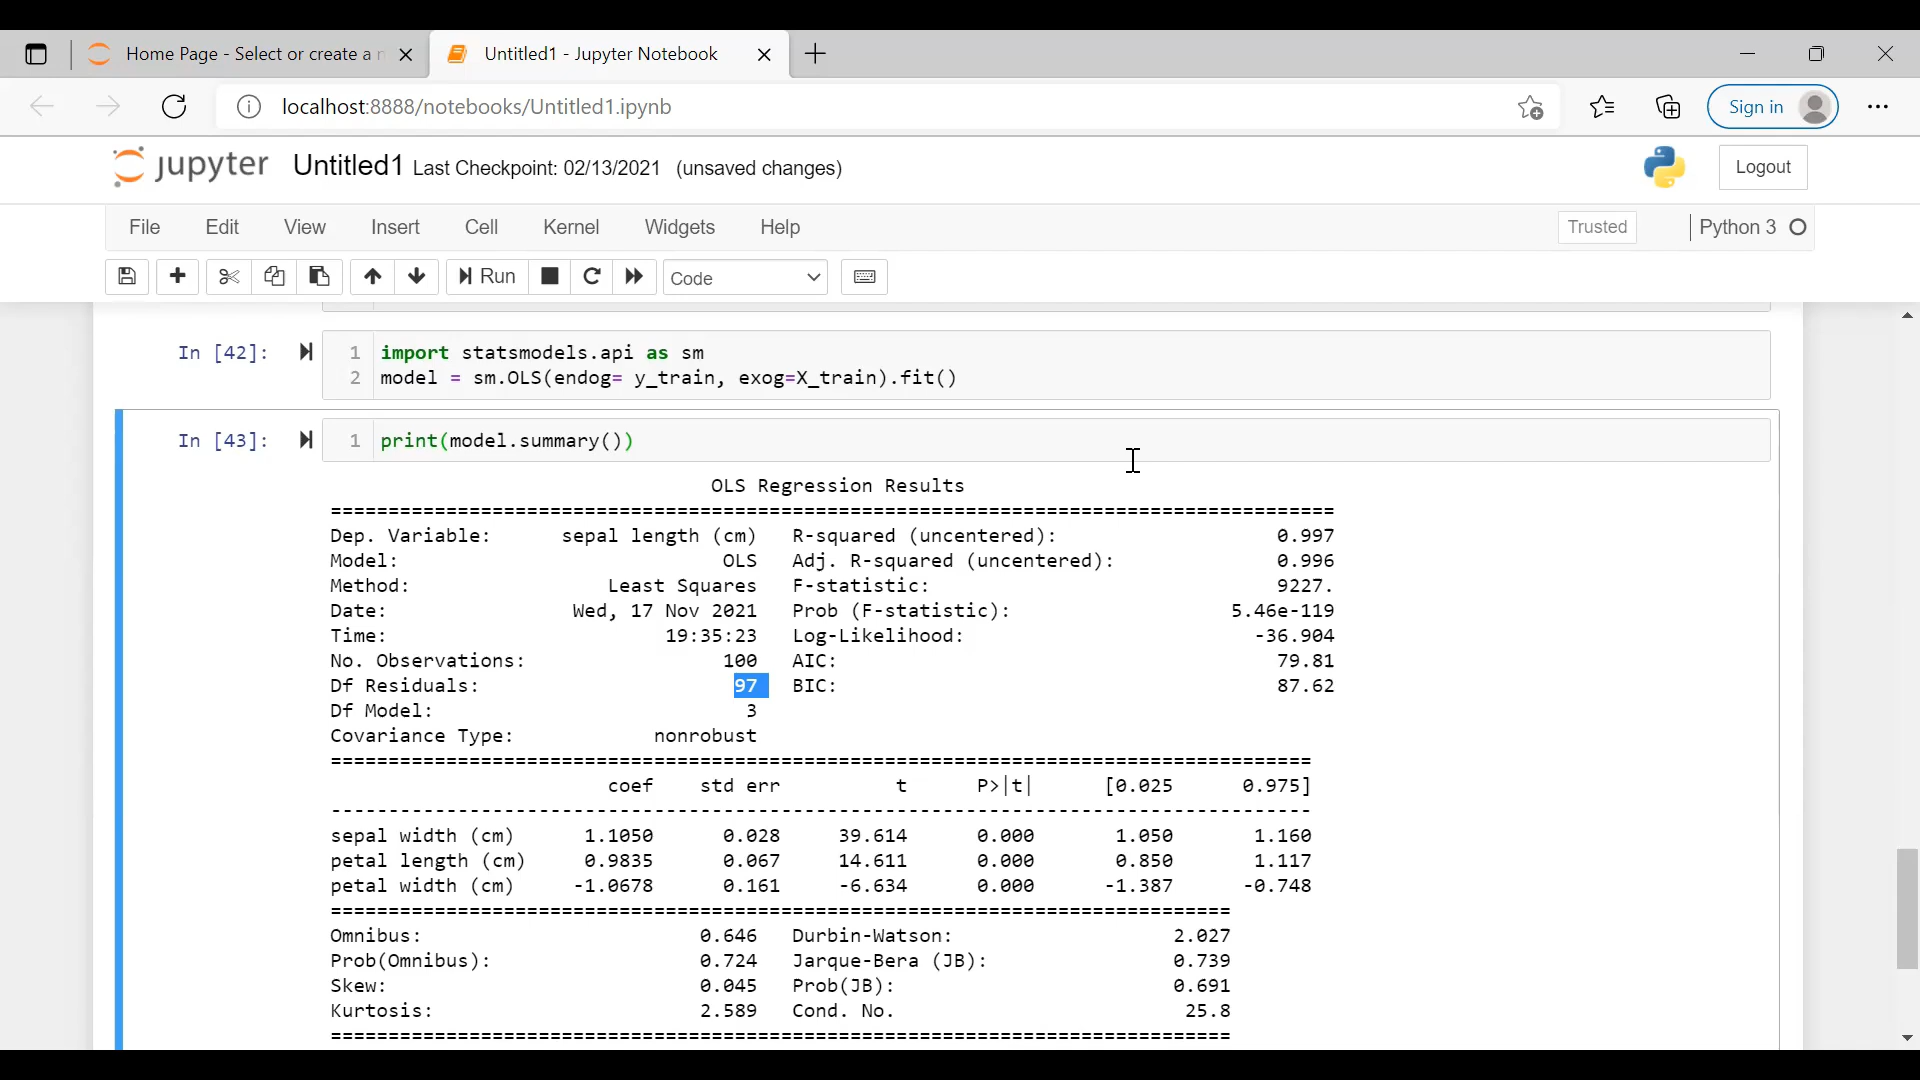 Home Page - Select or create a n
Untitled1 - Jupyter Notebook
localhost:8888/notebooks/Untitled1.ipynb
Sign in
jupyter Untitled1 Last Checkpoint: 02/13/2021 (unsaved changes)
Logout
File Edit View Insert Cell Kernel Widgets Help
Trusted
Python 3
Run
Code
In [42]:
1 import statsmodels.api as sm
2 model = sm.OLS(endog= y_train, exog=X_train).fit()
In [43]:
1 print(model.summary())
OLS Regression Results
==============================================================================
Dep. Variable: sepal length (cm) R-squared (uncentered): 0.997
Model: OLS Adj. R-squared (uncentered): 0.996
Method: Least Squares F-statistic: 9227.
Date: Wed, 17 Nov 2021 Prob (F-statistic): 5.46e-119
Time: 19:35:23 Log-Likelihood: -36.904
No. Observations: 100 AIC: 79.81
Df Residuals: 97 BIC: 87.62
Df Model: 3
Covariance Type: nonrobust
==============================================================================
coef std err t P>|t| [0.025 0.975]
------------------------------------------------------------------------------
sepal width (cm) 1.1050 0.028 39.614 0.000 1.050 1.160
petal length (cm) 0.9835 0.067 14.611 0.000 0.850 1.117
petal width (cm) -1.0678 0.161 -6.634 0.000 -1.387 -0.748
==============================================================================
Omnibus: 0.646 Durbin-Watson: 2.027
Prob(Omnibus): 0.724 Jarque-Bera (JB): 0.739
Skew: 0.045 Prob(JB): 0.691
Kurtosis: 2.589 Cond. No. 25.8
==============================================================================